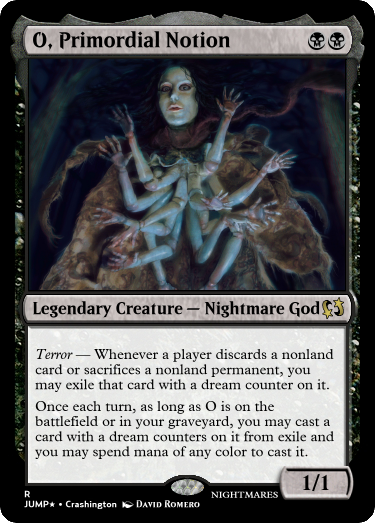 O, Primordial Notion
Legendary Creature — Nightmare God
Terror — Whenever a player discards a nonland
card or sacrifices a nonland permanent, you
may exile that card with a dream counter on it.
Once each turn, as long as O is on the
battlefield or in your graveyard, you may cast a
card with a dream counters on it from exile and
you may spend mana of any color to cast it.
1/1
R
NIGHTMARES
JUMP★ • Crashington DAVID ROMERO